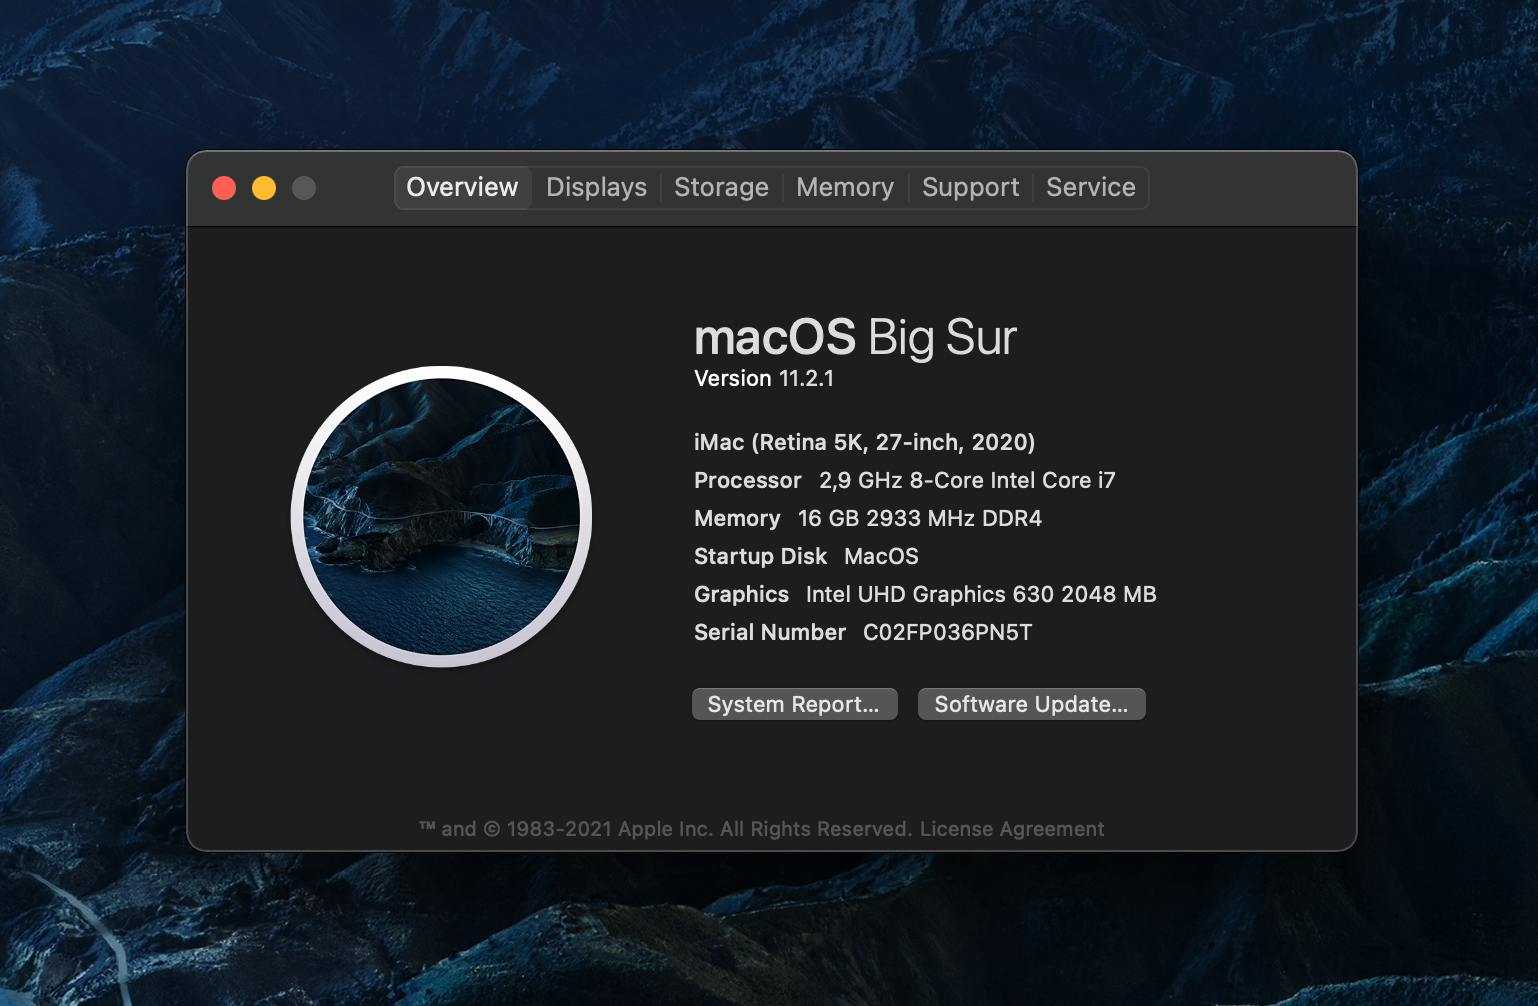 Overview Displays Storage Memory Support Service
macOS Big Sur
Version 11.2.1
iMac (Retina 5K, 27-inch, 2020)
Processor 2,9 GHz 8-Core Intel Core i7
Memory 16 GB 2933 MHz DDR4
Startup Disk MacOS
Graphics Intel UHD Graphics 630 2048 MB
Serial Number C02FP036PN5T
System Report... Software Update...
™ and © 1983-2021 Apple Inc. All Rights Reserved. License Agreement